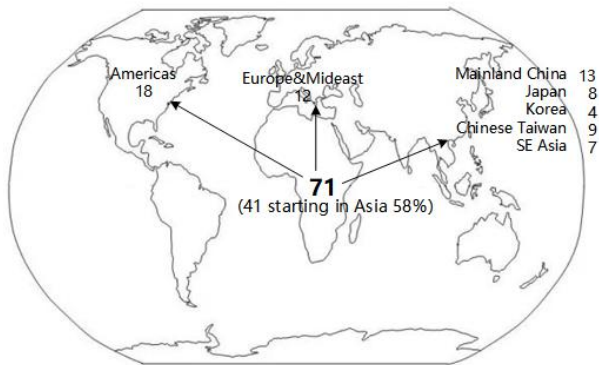 Americas
18
Europe&Mideast
12
Mainland China 13
Japan 8
Korea 4
Chinese Taiwan 9
SE Asia 7
71
(41 starting in Asia 58%)